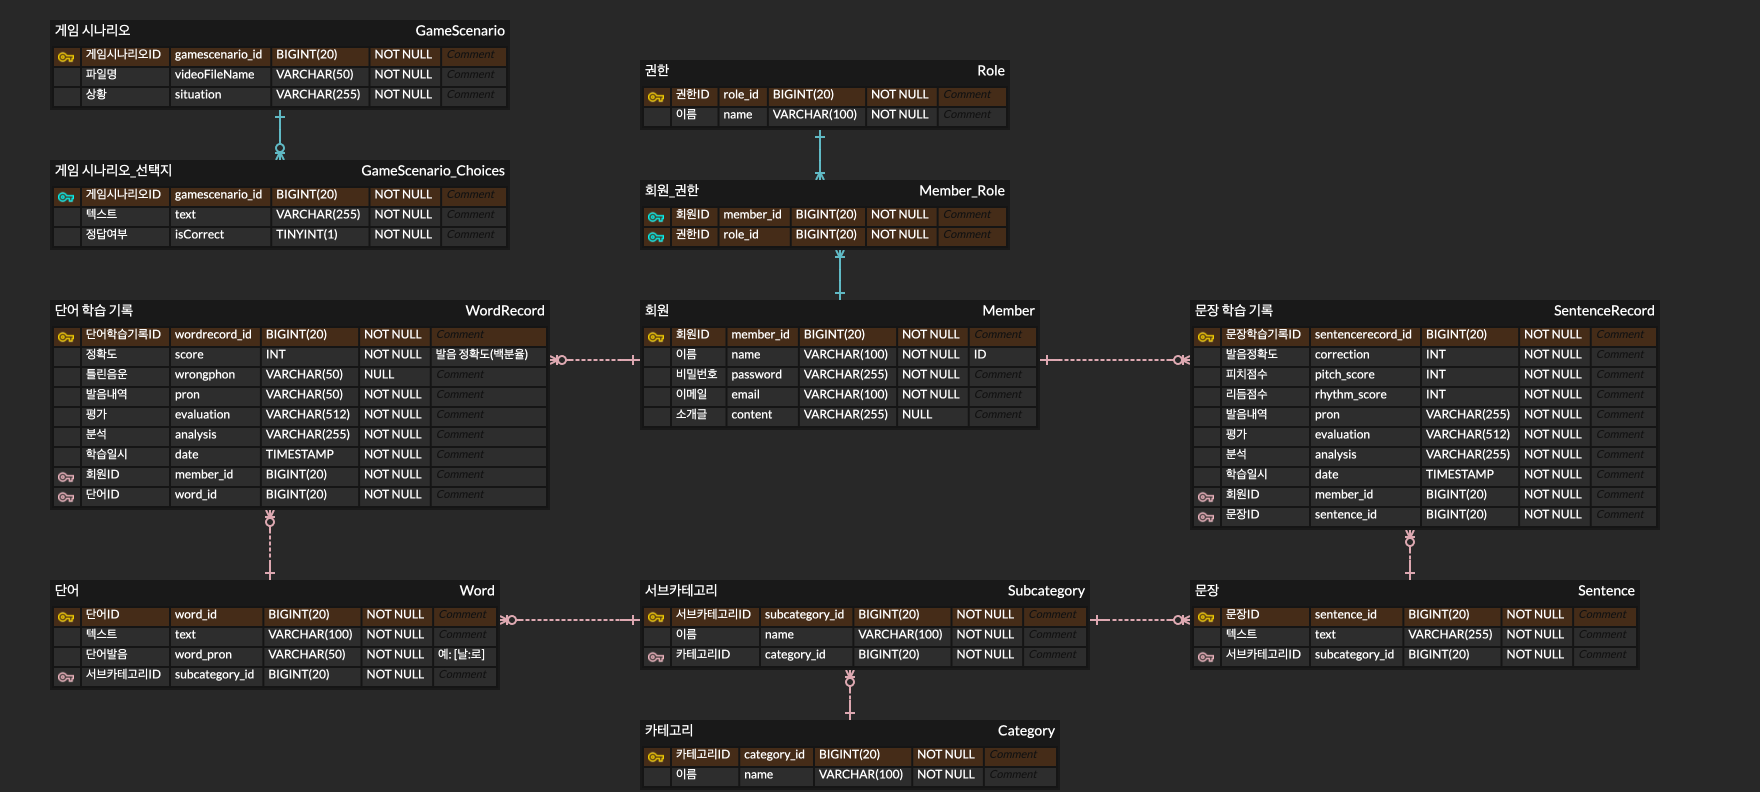 게임 시나리오 GameScenario
게임시나리오ID gamescenario_id BIGINT(20) NOT NULL Comment
파일명 videoFileName VARCHAR(50) NOT NULL Comment
상황 situation VARCHAR(255) NOT NULL Comment
권한 Role
권한ID role_id BIGINT(20) NOT NULL Comment
이름 name VARCHAR(100) NOT NULL Comment
게임 시나리오_선택지 GameScenario_Choices
게임시나리오ID gamescenario_id BIGINT(20) NOT NULL Comment
텍스트 text VARCHAR(255) NOT NULL Comment
정답여부 isCorrect TINYINT(1) NOT NULL Comment
회원_권한 Member_Role
회원ID member_id BIGINT(20) NOT NULL Comment
권한ID role_id BIGINT(20) NOT NULL Comment
단어 학습 기록 WordRecord
단어학습기록ID wordrecord_id BIGINT(20) NOT NULL Comment
정확도 score INT NOT NULL 발음 정확도(백분율)
틀린음운 wrongphon VARCHAR(50) NULL Comment
발음내역 pron VARCHAR(50) NOT NULL Comment
평가 evaluation VARCHAR(512) NOT NULL Comment
분석 analysis VARCHAR(255) NOT NULL Comment
학습일시 date TIMESTAMP NOT NULL Comment
회원ID member_id BIGINT(20) NOT NULL Comment
단어ID word_id BIGINT(20) NOT NULL Comment
회원 Member
회원ID member_id BIGINT(20) NOT NULL Comment
이름 name VARCHAR(100) NOT NULL ID
비밀번호 password VARCHAR(255) NOT NULL Comment
이메일 email VARCHAR(100) NOT NULL Comment
소개글 content VARCHAR(255) NULL Comment
문장 학습 기록 SentenceRecord
문장학습기록ID sentencerecord_id BIGINT(20) NOT NULL Comment
발음정확도 correction INT NOT NULL Comment
피치점수 pitch_score INT NOT NULL Comment
리듬점수 rhythm_score INT NOT NULL Comment
발음내역 pron VARCHAR(255) NOT NULL Comment
평가 evaluation VARCHAR(512) NOT NULL Comment
분석 analysis VARCHAR(255) NOT NULL Comment
학습일시 date TIMESTAMP NOT NULL Comment
회원ID member_id BIGINT(20) NOT NULL Comment
문장ID sentence_id BIGINT(20) NOT NULL Comment
단어 Word
단어ID word_id BIGINT(20) NOT NULL Comment
텍스트 text VARCHAR(100) NOT NULL Comment
단어발음 word_pron VARCHAR(50) NOT NULL 예: [날:로]
서브카테고리ID subcategory_id BIGINT(20) NOT NULL Comment
서브카테고리 Subcategory
서브카테고리ID subcategory_id BIGINT(20) NOT NULL Comment
이름 name VARCHAR(100) NOT NULL Comment
카테고리ID category_id BIGINT(20) NOT NULL Comment
문장 Sentence
문장ID sentence_id BIGINT(20) NOT NULL Comment
텍스트 text VARCHAR(255) NOT NULL Comment
서브카테고리ID subcategory_id BIGINT(20) NOT NULL Comment
카테고리 Category
카테고리ID category_id BIGINT(20) NOT NULL Comment
이름 name VARCHAR(100) NOT NULL Comment